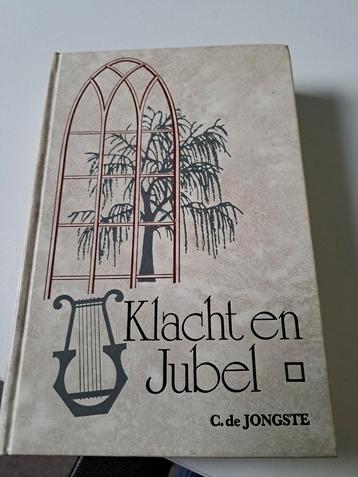 Klacht en
Jubel
C. de JONGSTE